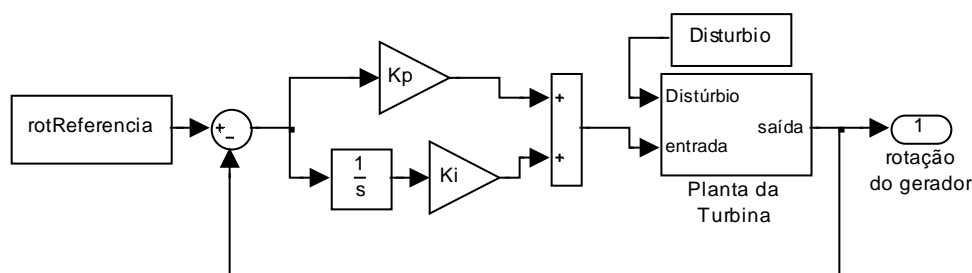 Disturbio
Kp
rotReferencia
+
−
1
s
Ki
+
+
Distúrbio
entrada
saída
Planta da
Turbina
1
rotação
do gerador